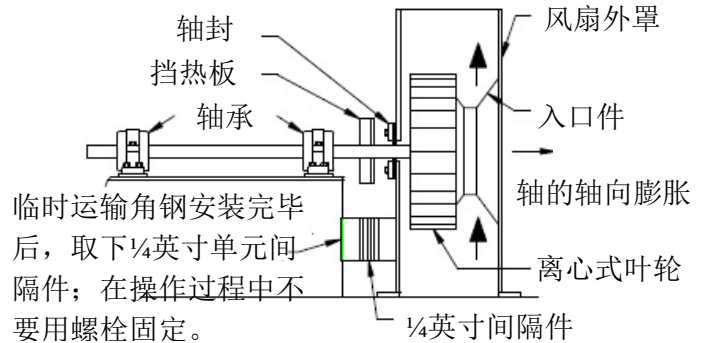 轴封
风扇外罩
挡热板
轴承
入口件
轴的轴向膨胀
临时运输角钢安装完毕
后，取下¼英寸单元间
隔件；在操作过程中不
要用螺栓固定。
离心式叶轮
¼英寸间隔件